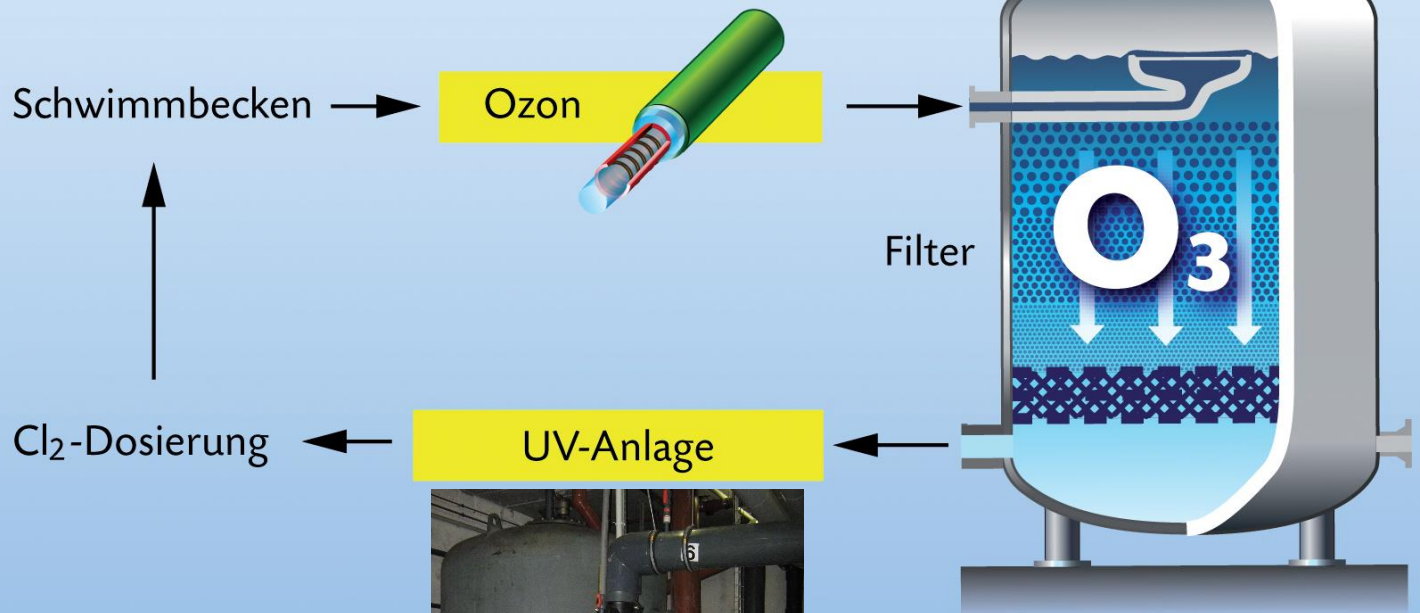 Schwimmbecken
Ozon
Filter
O₃
Cl₂-Dosierung
UV-Anlage
6